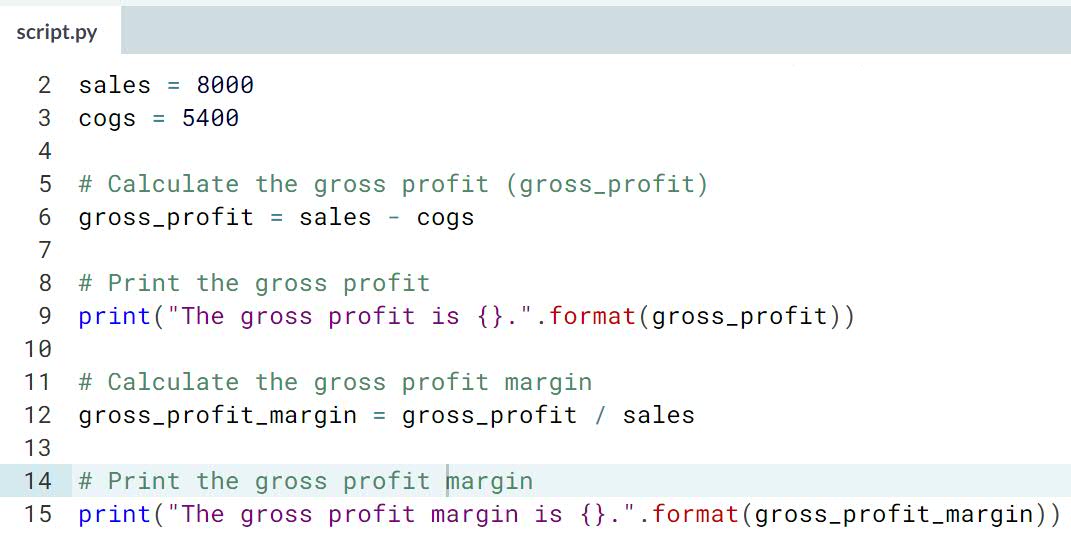 script.py
2 sales = 8000
3 cogs = 5400
4
5 # Calculate the gross profit (gross_profit)
6 gross_profit = sales - cogs
7
8 # Print the gross profit
9 print("The gross profit is {}.".format(gross_profit))
10
11 # Calculate the gross profit margin
12 gross_profit_margin = gross_profit / sales
13
14 # Print the gross profit margin
15 print("The gross profit margin is {}.".format(gross_profit_margin))